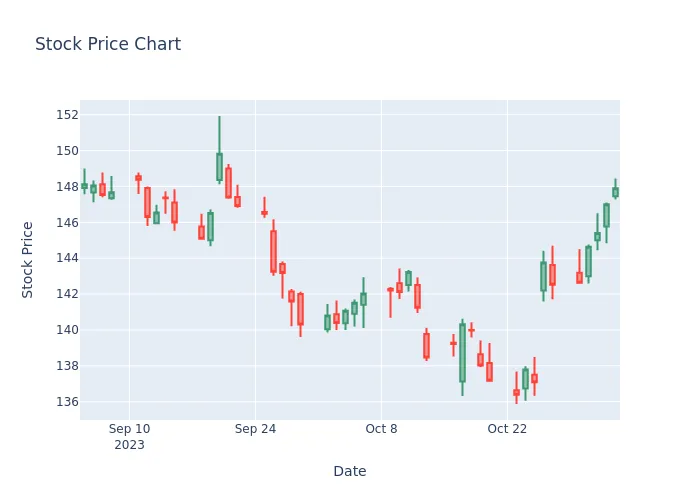 Stock Price Chart
Stock Price
152
150
148
146
144
142
140
138
136
Sep 10
2023
Sep 24
Oct 8
Oct 22
Date